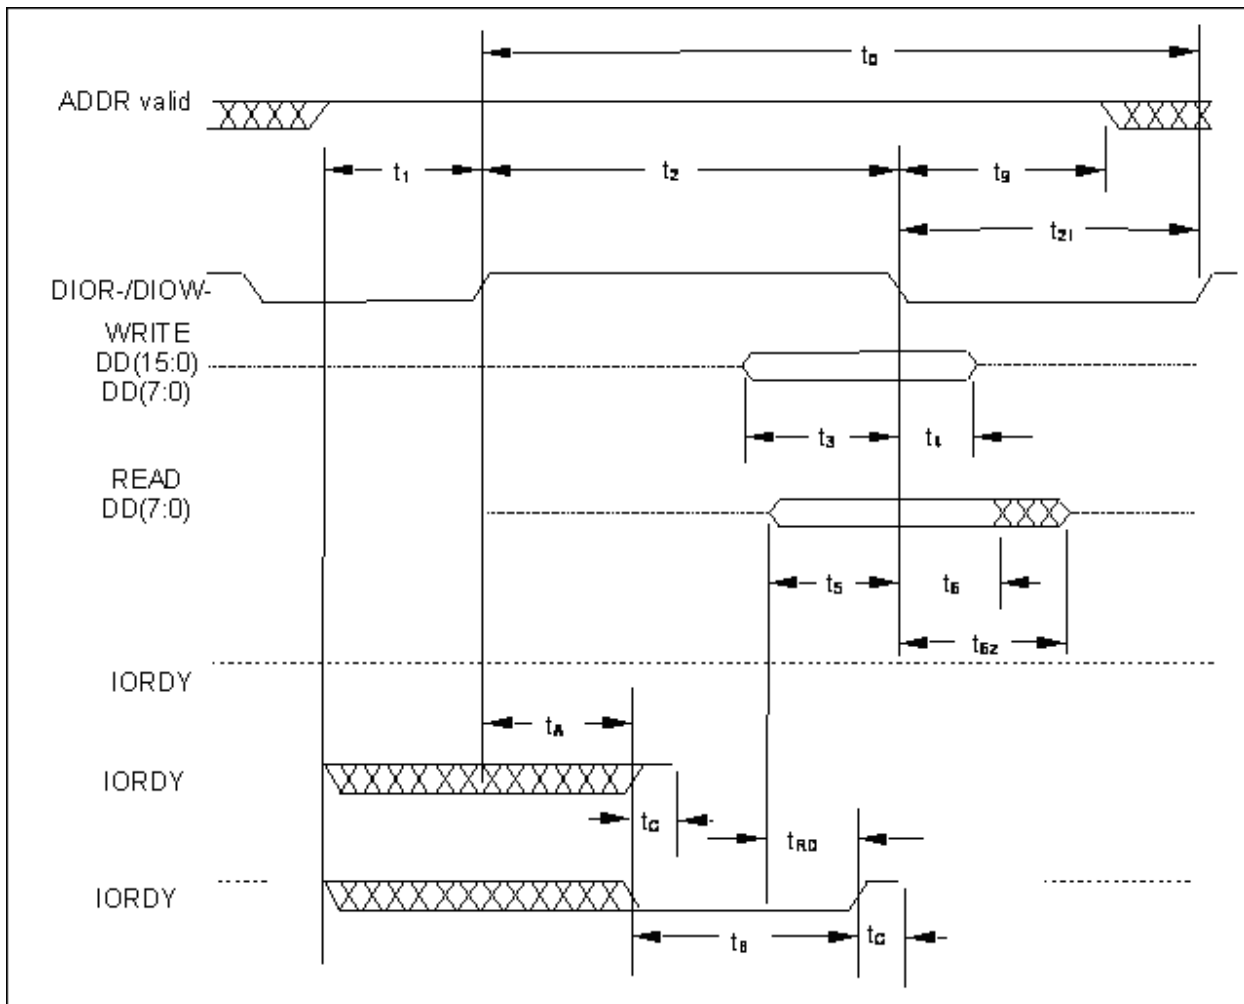 t0
ADDR valid
t1
t2
t9
t2i
DIOR-/DIOW-
WRITE
DD(15:0)
DD(7:0)
t3
t4
READ
DD(7:0)
t5
t6
t6z
IORDY
tA
IORDY
tC
tRD
IORDY
tB
tC